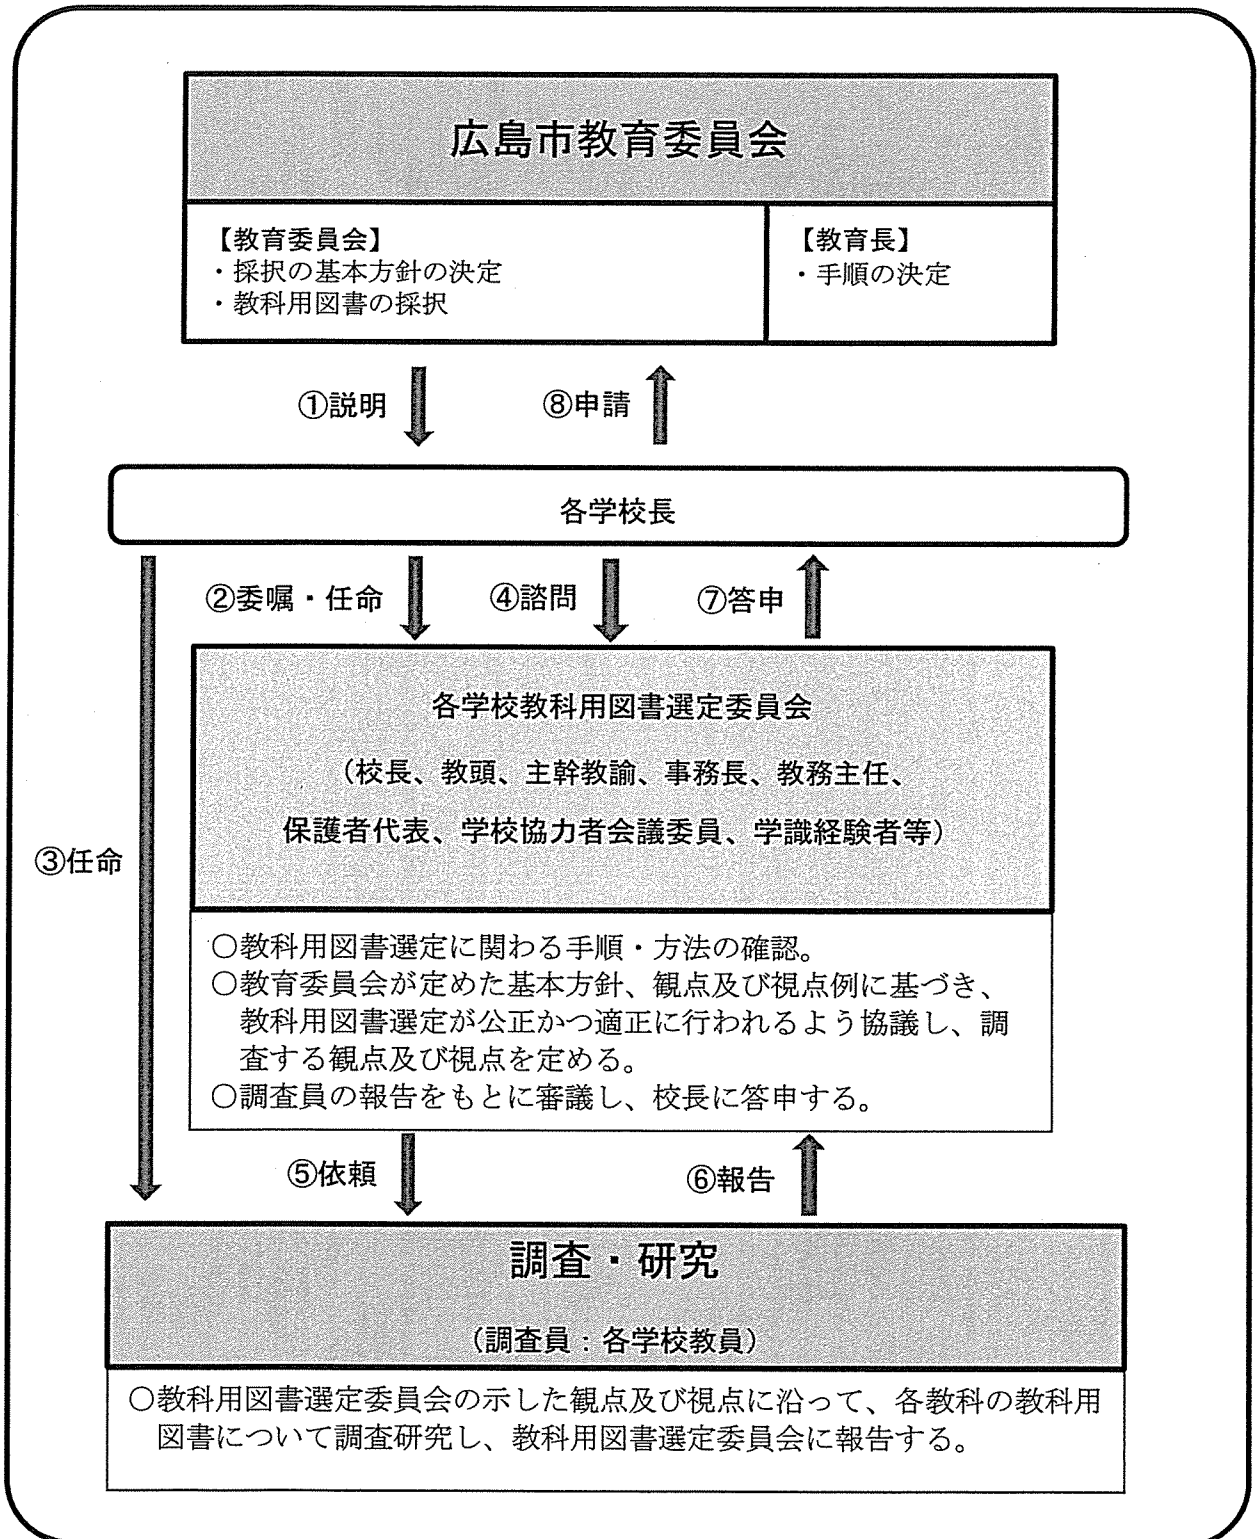 広島市教育委員会
【教育委員会】
・採択の基本方針の決定
・教科用図書の採択
【教育長】
・手順の決定
①説明
⑧申請
各学校長
②委嘱・任命
④諮問
⑦答申
③任命
各学校教科用図書選定委員会
(校長、教頭、主幹教諭、事務長、教務主任、
保護者代表、学校協力者会議委員、学識経験者等)
○教科用図書選定に関わる手順・方法の確認。
○教育委員会が定めた基本方針、観点及び視点例に基づき、
教科用図書選定が公正かつ適正に行われるよう協議し、調
査する観点及び視点を定める。
○調査員の報告をもとに審議し、校長に答申する。
⑤依頼
⑥報告
調査・研究
(調査員:各学校教員)
○教科用図書選定委員会の示した観点及び視点に沿って、各教科の教科用
図書について調査研究し、教科用図書選定委員会に報告する。